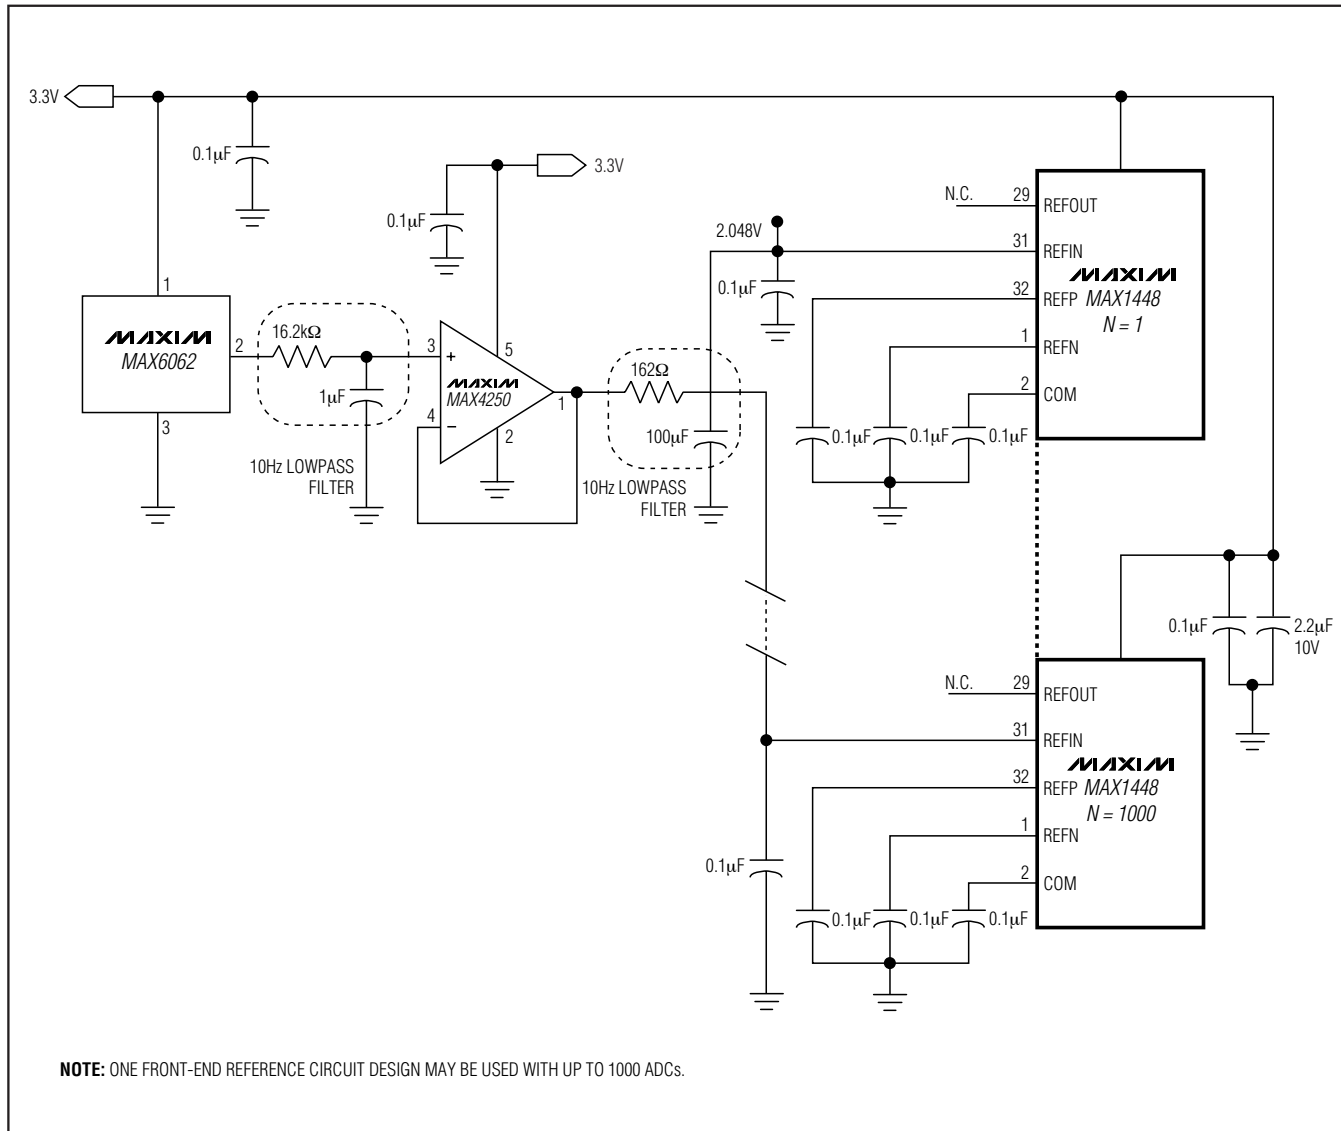 3.3V
0.1µF
3.3V
0.1µF
N.C.
29
REFOUT
2.048V
31
REFIN
0.1µF
32
REFP
MAXIM
MAX1448
N = 1
1
REFN
2
COM
0.1µF
0.1µF
0.1µF
1
MAXIM
MAX6062
2
3
16.2kΩ
1µF
10Hz LOWPASS
FILTER
3
+
5
MAXIM
MAX4250
1
4
−
2
162Ω
100µF
10Hz LOWPASS
FILTER
0.1µF
2.2µF
10V
N.C.
29
REFOUT
31
REFIN
MAXIM
32
REFP
MAX1448
N = 1000
1
REFN
2
COM
0.1µF
0.1µF
0.1µF
0.1µF
NOTE: ONE FRONT-END REFERENCE CIRCUIT DESIGN MAY BE USED WITH UP TO 1000 ADCs.